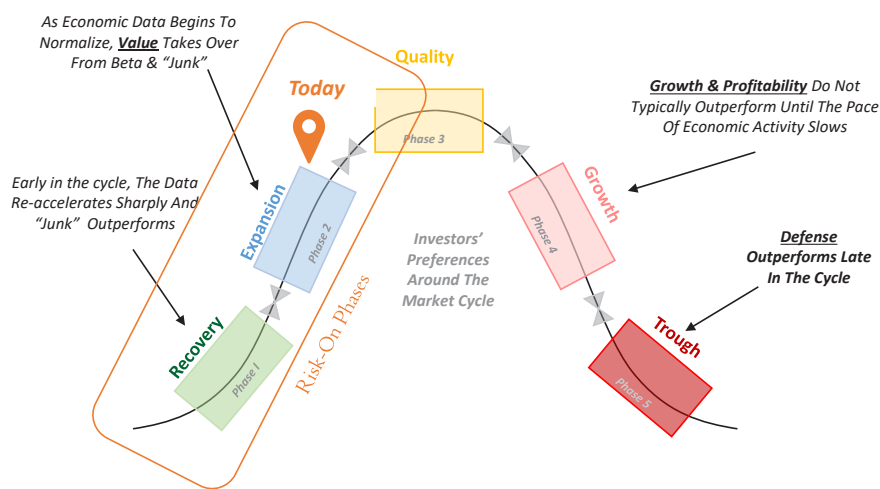 As Economic Data Begins To
Normalize, Value Takes Over
From Beta & “Junk”
Quality
Today
Growth & Profitability Do Not
Typically Outperform Until The Pace
Of Economic Activity Slows
Phase 3
Early in the cycle, The Data
Re-accelerates Sharply And
“Junk” Outperforms
Expansion
Phase 2
Growth
Phase 4
Investors’
Preferences
Around The
Market Cycle
Defense
Outperforms Late
In The Cycle
Recovery
Phase I
Risk-On Phases
Trough
Phase 5